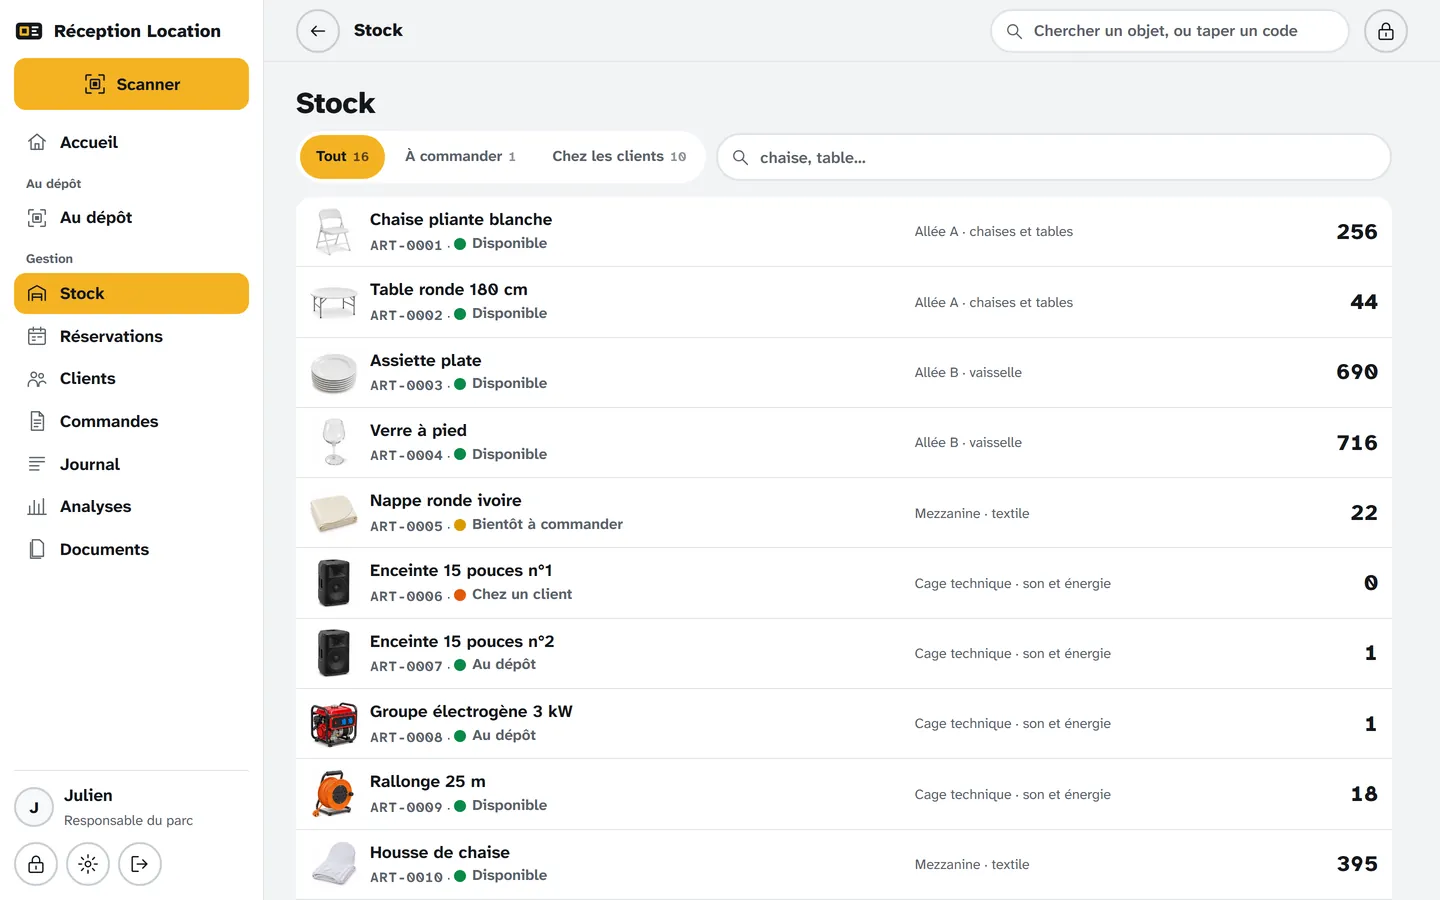 Réception Location
Scanner
Accueil
Au dépôt
Au dépôt
Gestion
Stock
Réservations
Clients
Commandes
Journal
Analyses
Documents
J
Julien
Responsable du parc
Stock
Chercher un objet, ou taper un code
Stock
Tout 16
À commander 1
Chez les clients 10
chaise, table...
Chaise pliante blanche
ART-0001 · Disponible
Allée A · chaises et tables
256
Table ronde 180 cm
ART-0002 · Disponible
Allée A · chaises et tables
44
Assiette plate
ART-0003 · Disponible
Allée B · vaisselle
690
Verre à pied
ART-0004 · Disponible
Allée B · vaisselle
716
Nappe ronde ivoire
ART-0005 · Bientôt à commander
Mezzanine · textile
22
Enceinte 15 pouces n°1
ART-0006 · Chez un client
Cage technique · son et énergie
0
Enceinte 15 pouces n°2
ART-0007 · Au dépôt
Cage technique · son et énergie
1
Groupe électrogène 3 kW
ART-0008 · Au dépôt
Cage technique · son et énergie
1
Rallonge 25 m
ART-0009 · Disponible
Cage technique · son et énergie
18
Housse de chaise
ART-0010 · Disponible
Mezzanine · textile
395